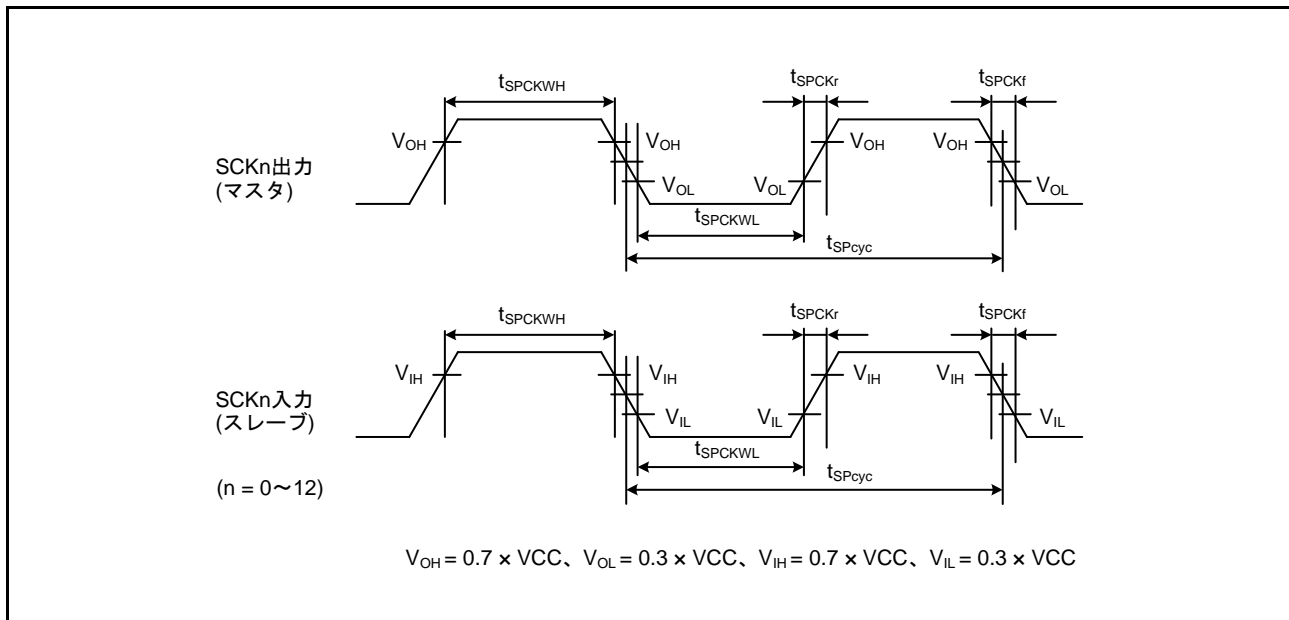 tSPCKWH tSPCKr tSPCKf
VOH VOH VOH VOH
SCKn出力
(マスタ)
VOL VOL VOL
tSPCKWL
tSPcyc
tSPCKWH tSPCKr tSPCKf
VIH VIH VIH VIH
SCKn入力
(スレーブ)
VIL VIL VIL
tSPCKWL
tSPcyc
(n = 0～12)
VOH = 0.7 × VCC、VOL = 0.3 × VCC、VIH = 0.7 × VCC、VIL = 0.3 × VCC